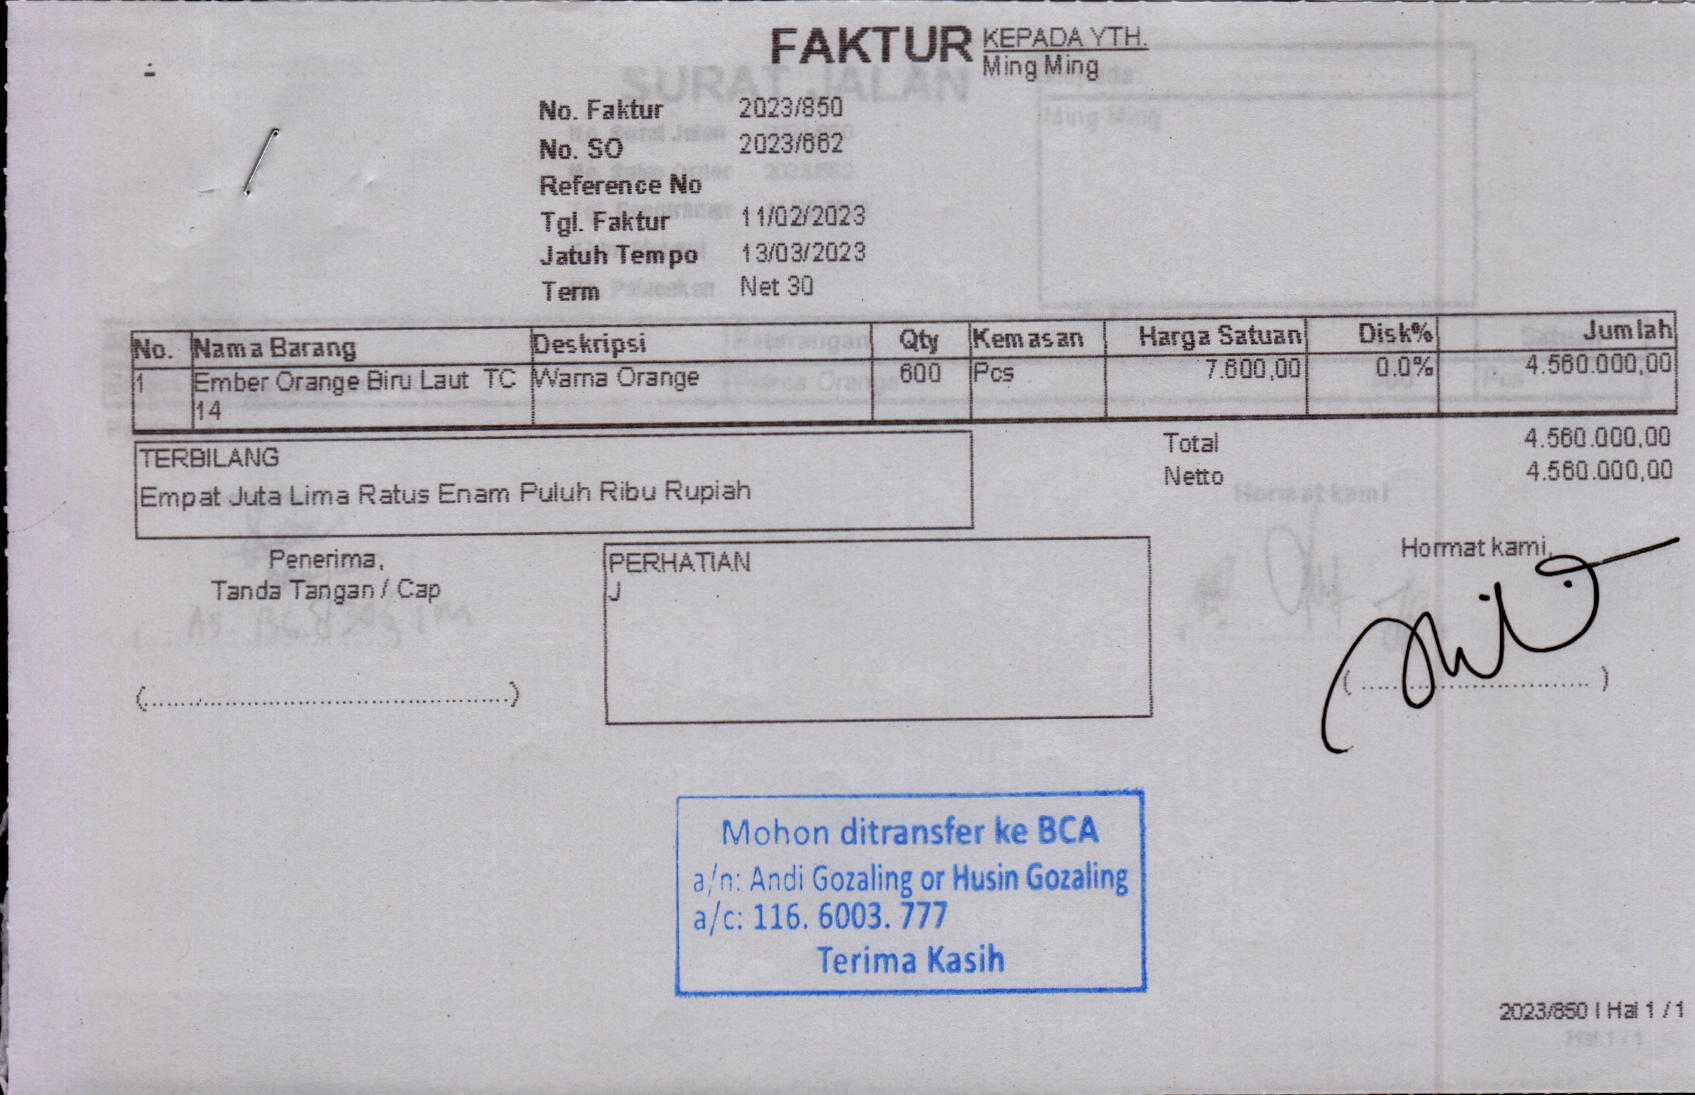 FAKTUR
KEPADA YTH.
Ming Ming
No. Faktur 2023/850
No. SO 2023/662
Reference No
Tgl. Faktur 11/02/2023
Jatuh Tempo 13/03/2023
Term Net 30
No. Nama Barang Deskripsi Qty Kemasan Harga Satuan Disk% Jumlah
1 Ember Orange Biru Laut TC Warna Orange 600 Pcs 7.600,00 0.0% 4.560.000,00
14
TERBILANG
Empat Juta Lima Ratus Enam Puluh Ribu Rupiah
Total 4.560.000,00
Netto 4.560.000,00
Penerima,
Tanda Tangan / Cap
PERHATIAN
J
Hormat kami,
Mohon ditransfer ke BCA
a/n: Andi Gozaling or Husin Gozaling
a/c: 116. 6003. 777
Terima Kasih
2023/850 | Hal 1 / 1